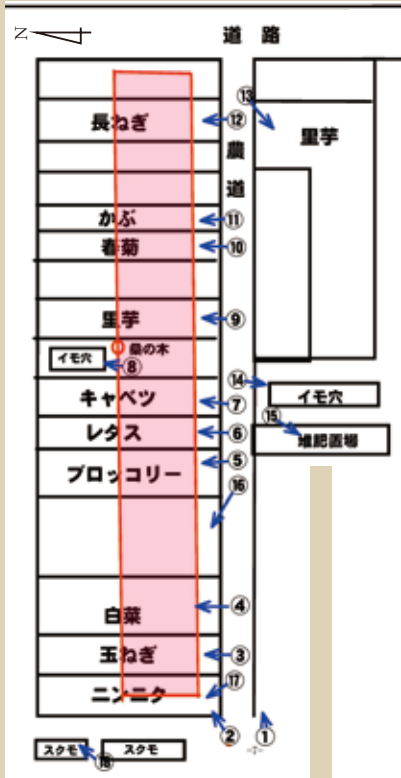 N
道 路
⑬
長ねぎ ⑫
里芋
農
道
かぶ ⑪
春菊 ⑩
里芋 ⑨
桑の木
イモ穴 ⑧
⑭
キャベツ ⑦
イモ穴
⑮
レタス ⑥
堆肥置場
ブロッコリー ⑤
⑯
白菜 ④
玉ねぎ ③
ニンニク ⑰
② ①
スクモ ⑱ スクモ